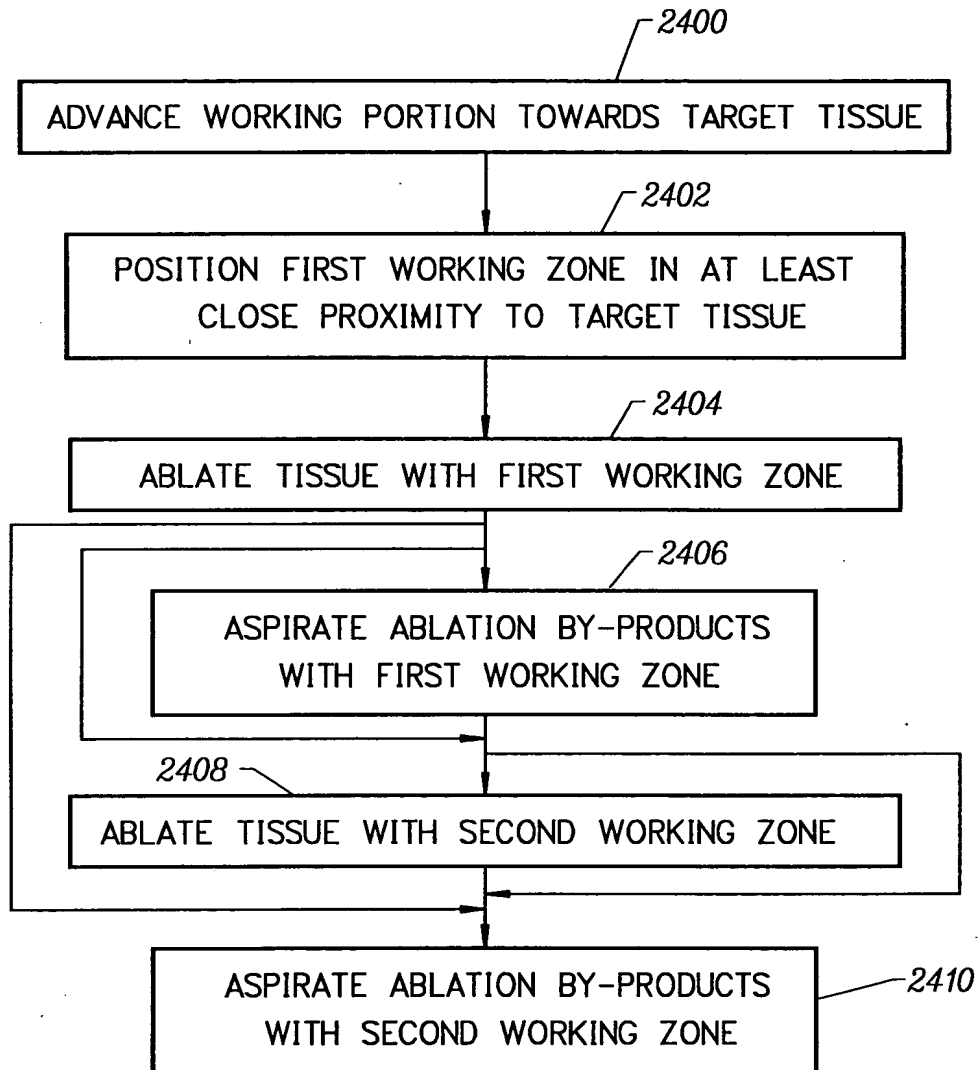 2400
ADVANCE WORKING PORTION TOWARDS TARGET TISSUE
2402
POSITION FIRST WORKING ZONE IN AT LEAST
CLOSE PROXIMITY TO TARGET TISSUE
2404
ABLATE TISSUE WITH FIRST WORKING ZONE
2406
ASPIRATE ABLATION BY-PRODUCTS
WITH FIRST WORKING ZONE
2408
ABLATE TISSUE WITH SECOND WORKING ZONE
ASPIRATE ABLATION BY-PRODUCTS
WITH SECOND WORKING ZONE
2410